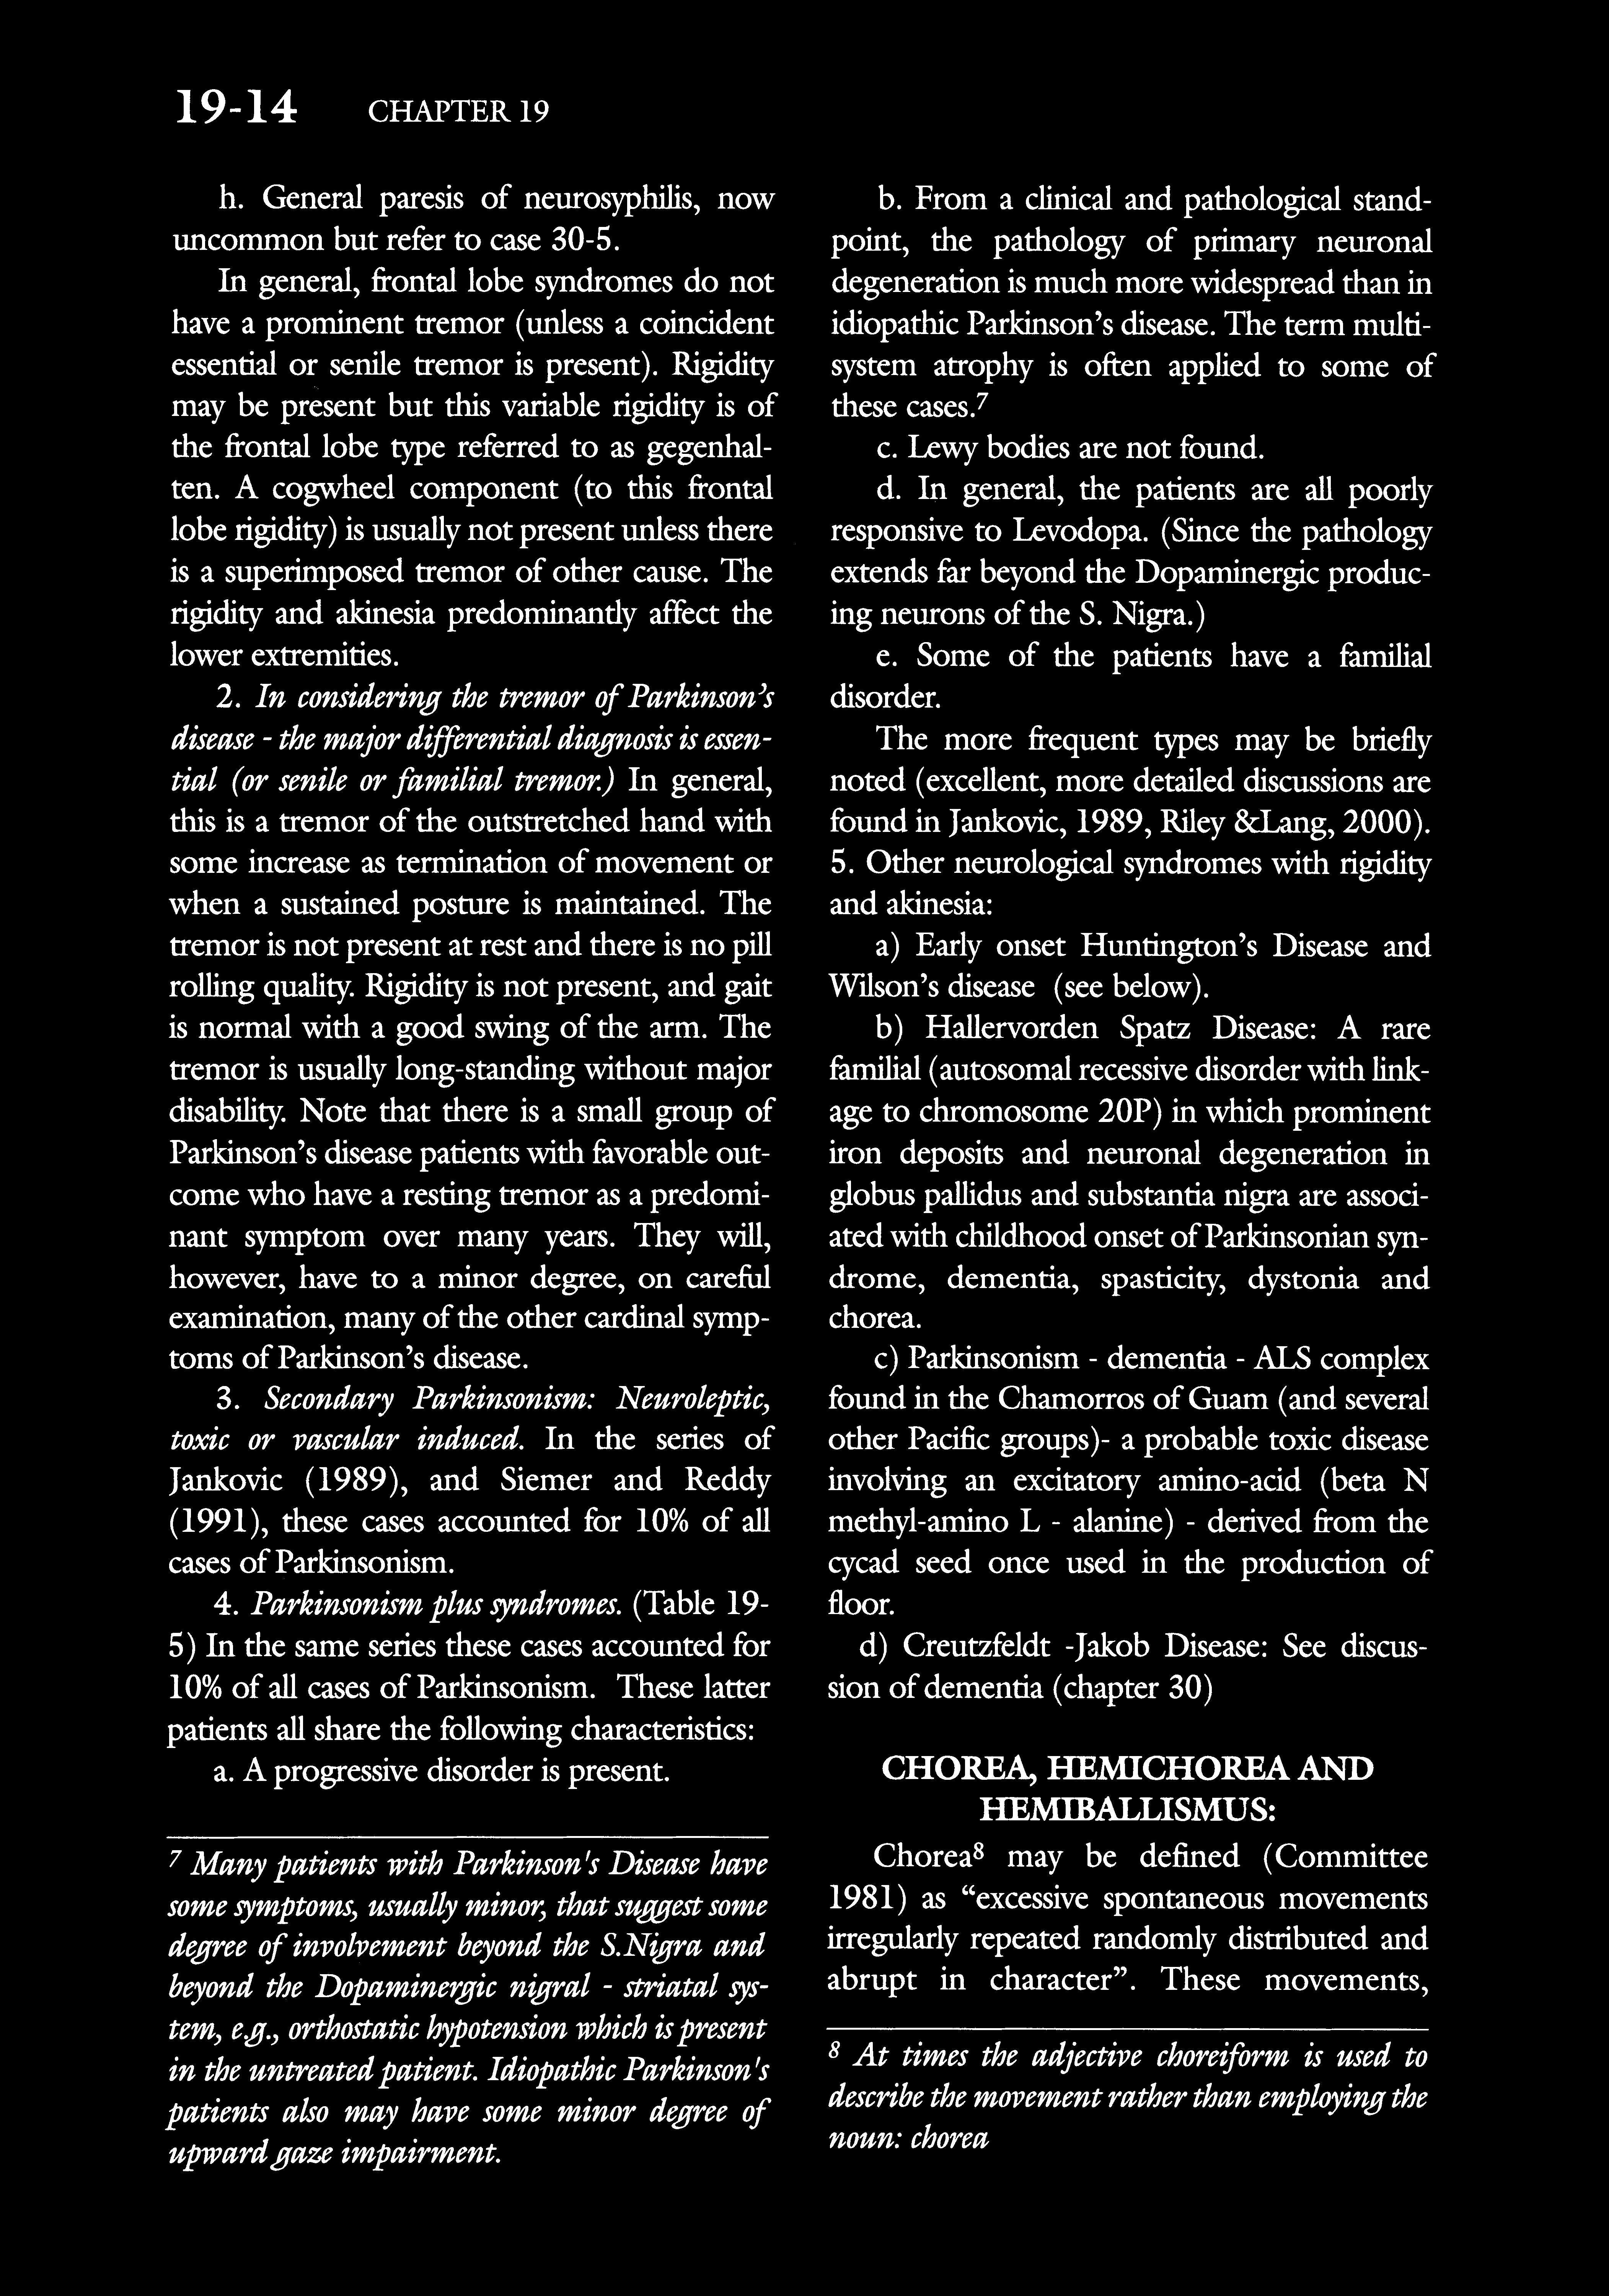 19-14 CHAPTER 19
h. General paresis of neurosyphilis, now
uncommon but refer to case 30-5.
In general, frontal lobe syndromes do not
have a prominent tremor (unless a coincident
essential or senile tremor is present). Rigidity
may be present but this variable rigidity is of
the frontal lobe type referred to as gegenhal-
ten. A cogwheel component (to this frontal
lobe rigidity) is usually not present unless there
is a superimposed tremor of other cause. The
rigidity and akinesia predominantly affect the
lower extremities.
2. In considering the tremor of Parkinson's
disease - the major differential diagnosis is essen-
tial (or senile or familial tremor.) In general,
this is a tremor of the outstretched hand with
some increase as termination of movement or
when a sustained posture is maintained. The
tremor is not present at rest and there is no pill
rolling quality. Rigidity is not present, and gait
is normal with a good swing of the arm. The
tremor is usually long-standing without major
disability. Note that there is a small group of
Parkinson's disease patients with favorable out-
come who have a resting tremor as a predomi-
nant symptom over many years. They will,
however, have to a minor degree, on careful
examination, many of the other cardinal symp-
toms of Parkinson's disease.
3. Secondary Parkinsonism: Neuroleptic,
toxic or vascular induced. In the series of
Jankovic (1989), and Siemer and Reddy
(1991), these cases accounted for 10% of all
cases of Parkinsonism.
4. Parkinsonism plus syndromes. (Table 19-
5) In the same series these cases accounted for
10% of all cases of Parkinsonism. These latter
patients all share the following characteristics:
a. A progressive disorder is present.
7 Many patients with Parkinson's Disease have
some symptoms, usually minor, that suggest some
degree of involvement beyond the S.Nigra and
beyond the Dopaminergic nigral - striatal sys-
tem, e.g., orthostatic hypotension which is present
in the untreated patient. Idiopathic Parkinson's
patients also may have some minor degree of
upward gaze impairment.
b. From a clinical and pathological stand-
point, the pathology of primary neuronal
degeneration is much more widespread than in
idiopathic Parkinson's disease. The term multi-
system atrophy is often applied to some of
these cases.7
c. Lewy bodies are not found.
d. In general, the patients are all poorly
responsive to Levodopa. (Since the pathology
extends far beyond the Dopaminergic produc-
ing neurons of the S. Nigra.)
e. Some of the patients have a familial
disorder.
The more frequent types may be briefly
noted (excellent, more detailed discussions are
found in Jankovic, 1989, Riley &Lang, 2000).
5. Other neurological syndromes with rigidity
and akinesia:
a) Early onset Huntington's Disease and
Wilson's disease (see below).
b) Hallervorden Spatz Disease: A rare
familial (autosomal recessive disorder with link-
age to chromosome 20P) in which prominent
iron deposits and neuronal degeneration in
globus pallidus and substantia nigra are associ-
ated with childhood onset of Parkinsonian syn-
drome, dementia, spasticity, dystonia and
chorea.
c) Parkinsonism - dementia - ALS complex
found in the Chamorros of Guam (and several
other Pacific groups)- a probable toxic disease
involving an excitatory amino-acid (beta N
methyl-amino L - alanine) - derived from the
cycad seed once used in the production of
floor.
d) Creutzfeldt -Jakob Disease: See discus-
sion of dementia (chapter 30)
CHOREA, HEMICHOREA AND
HEMIBALLISMUS:
Chorea8 may be defined (Committee
1981) as “excessive spontaneous movements
irregularly repeated randomly distributed and
abrupt in character”. These movements,
8 At times the adjective choreiform is used to
describe the movement rather than employing the
noun: chorea